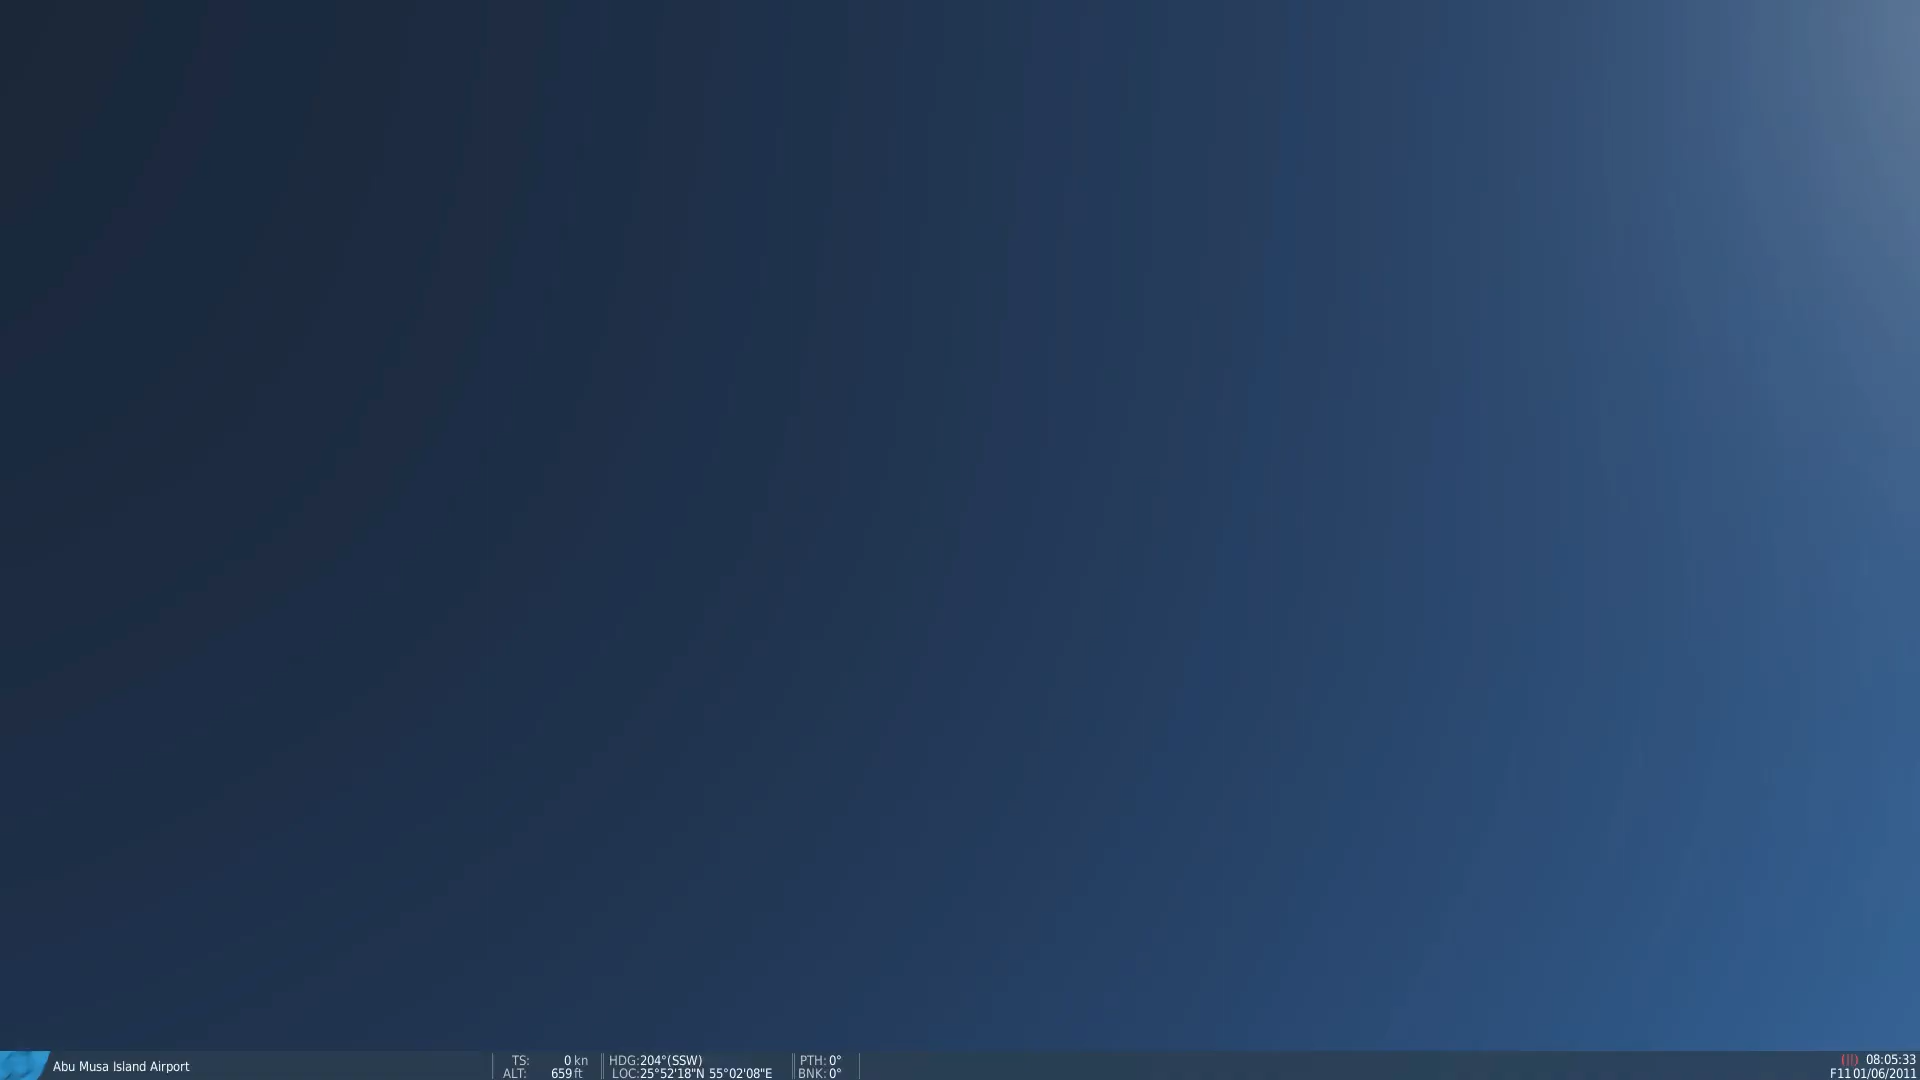 Abu Musa Island Airport
TS: 0 kn
ALT: 659 ft
HDG:204°(SSW)
LOC:25°52'18"N 55°02'08"E
PTH: 0°
BNK: 0°
(||) 08:05:33
F11 01/06/2011